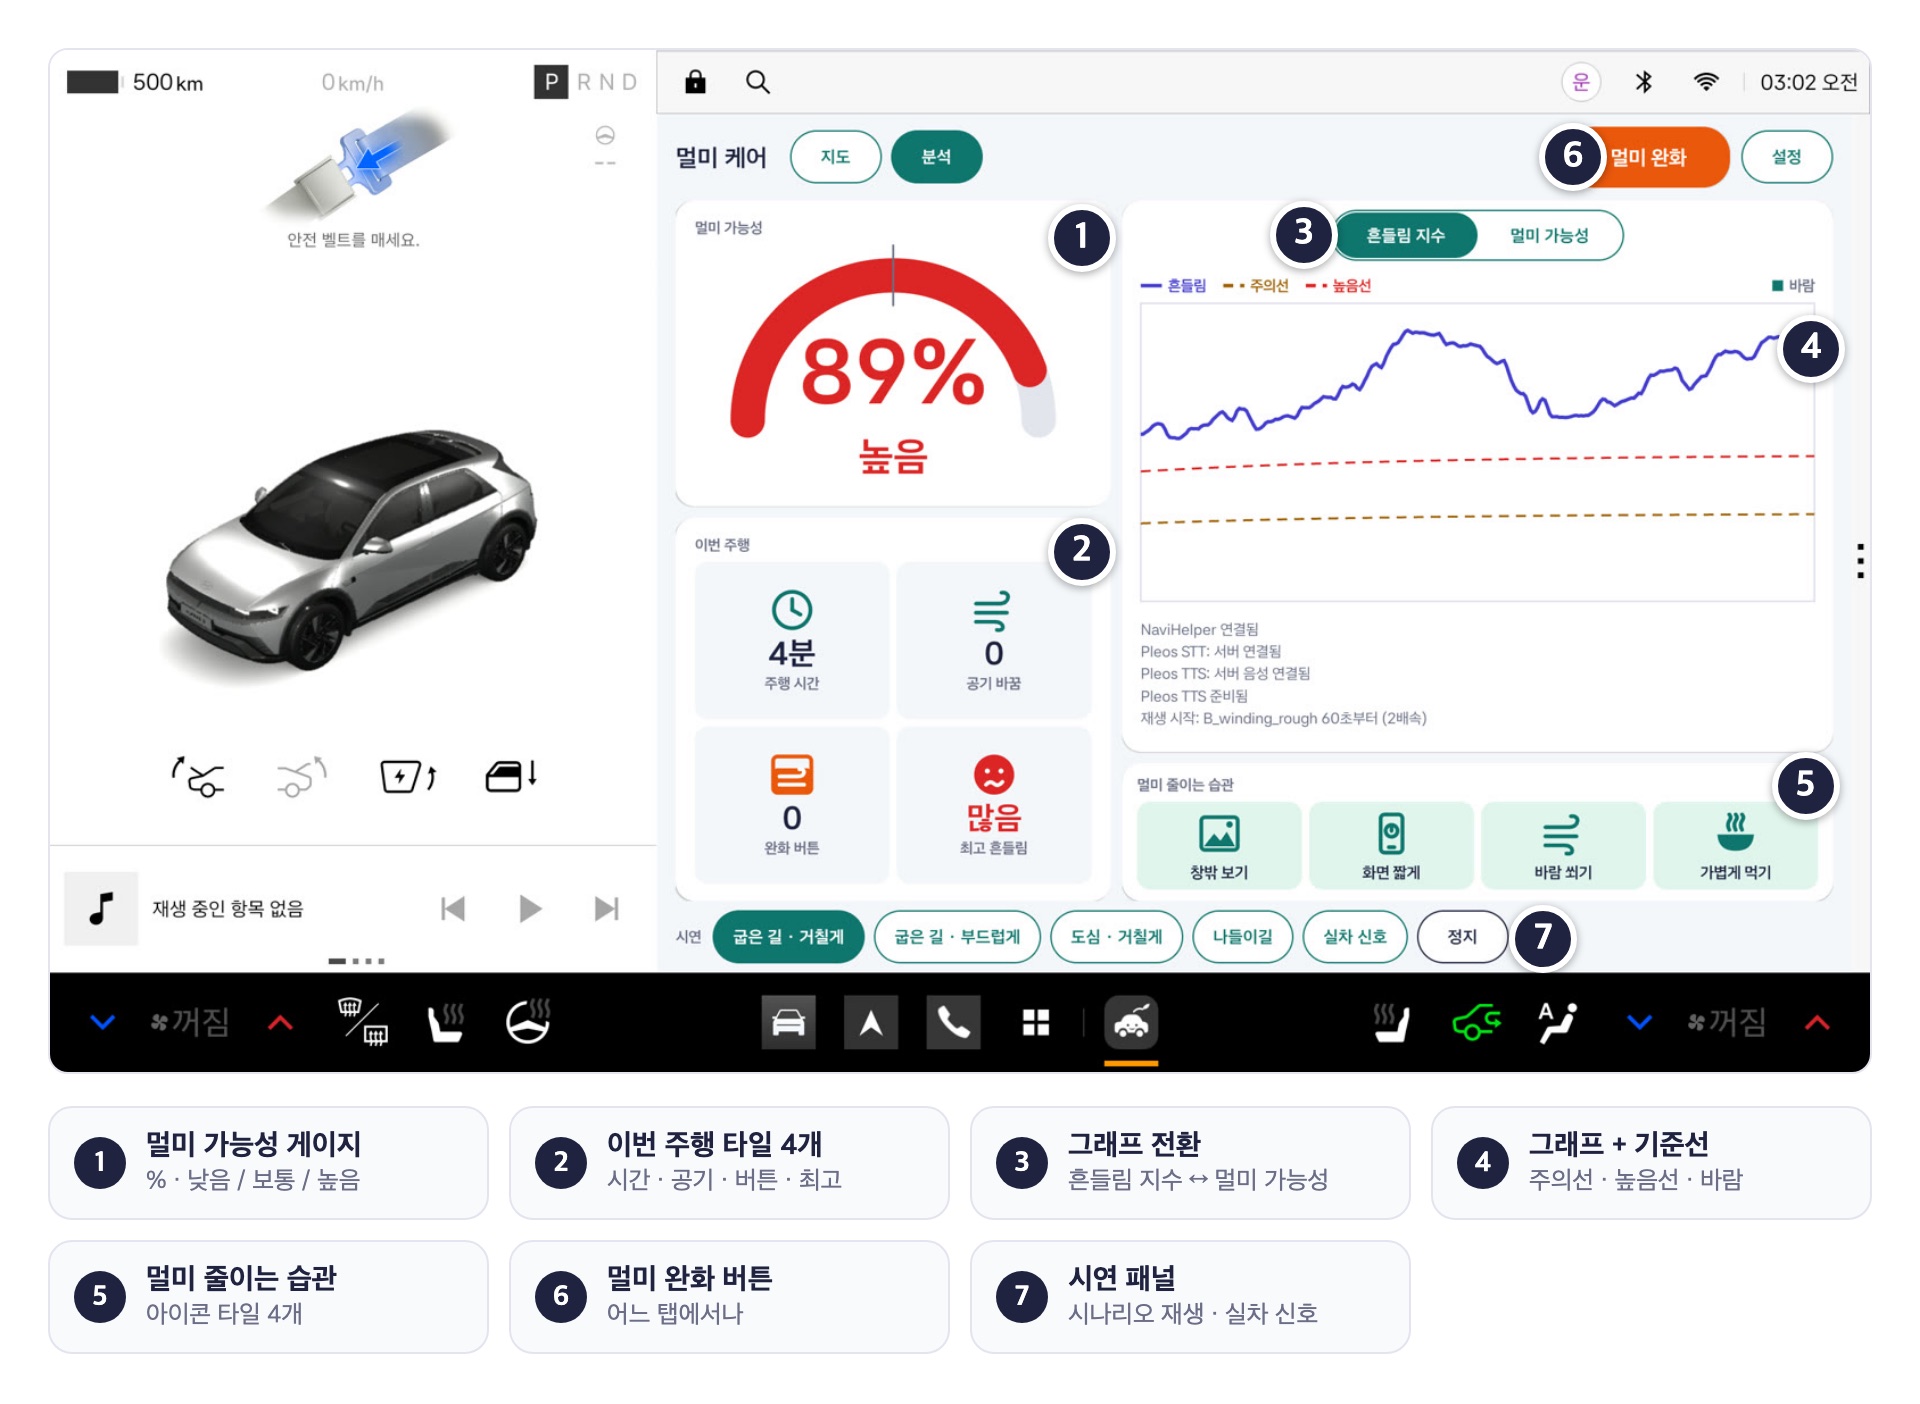 500 km
0 km/h
P R N D
안전 벨트를 매세요.
재생 중인 항목 없음
운
03:02 오전
멀미 케어
지도
분석
6
멀미 완화
설정
멀미 가능성
1
89%
높음
이번 주행
2
4분
주행 시간
0
공기 바꿈
0
완화 버튼
많음
최고 흔들림
3
흔들림 지수
멀미 가능성
흔들림
주의선
높음선
바람
4
NaviHelper 연결됨
Pleos STT: 서버 연결됨
Pleos TTS: 서버 음성 연결됨
Pleos TTS 준비됨
재생 시작: B_winding_rough 60초부터 (2배속)
멀미 줄이는 습관
5
창밖 보기
화면 짧게
바람 쐬기
가볍게 먹기
시연
굽은 길 · 거칠게
굽은 길 · 부드럽게
도심 · 거칠게
나들이길
실차 신호
정지
7
꺼짐
A
꺼짐
1
멀미 가능성 게이지
% · 낮음 / 보통 / 높음
2
이번 주행 타일 4개
시간 · 공기 · 버튼 · 최고
3
그래프 전환
흔들림 지수 ↔ 멀미 가능성
4
그래프 + 기준선
주의선 · 높음선 · 바람
5
멀미 줄이는 습관
아이콘 타일 4개
6
멀미 완화 버튼
어느 탭에서나
7
시연 패널
시나리오 재생 · 실차 신호